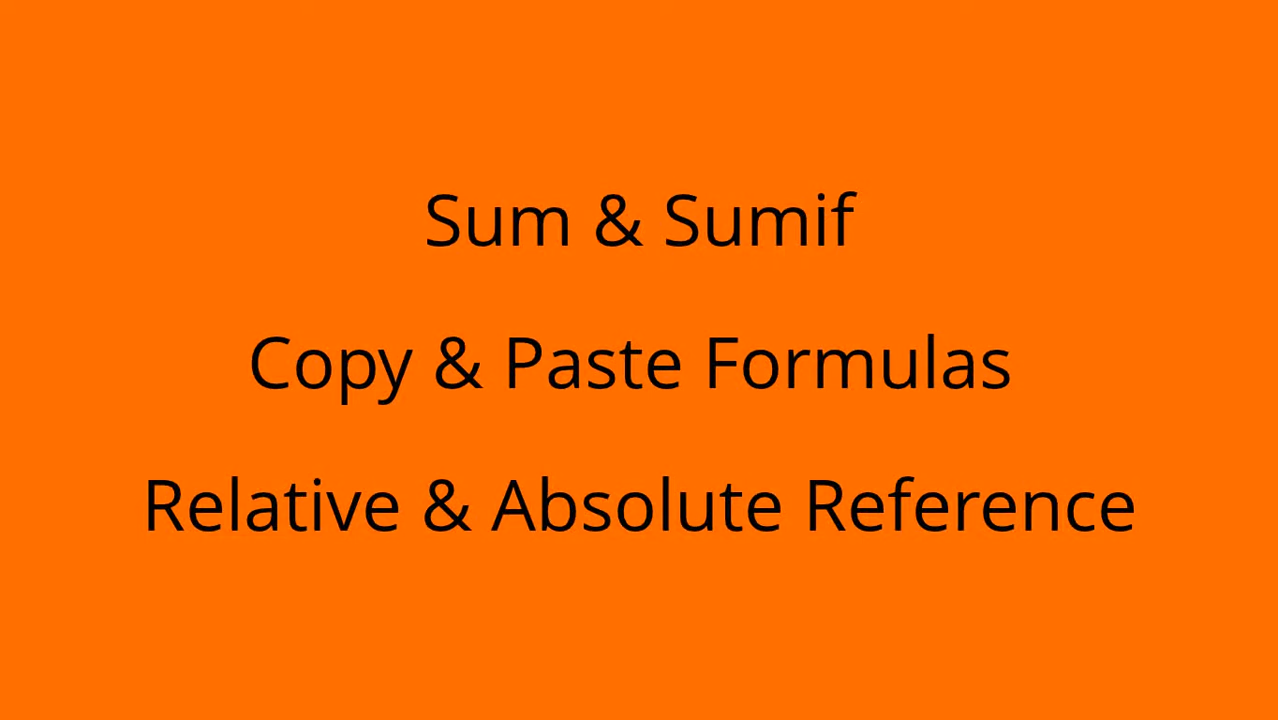 Sum & Sumif
Copy & Paste Formulas
Relative & Absolute Reference